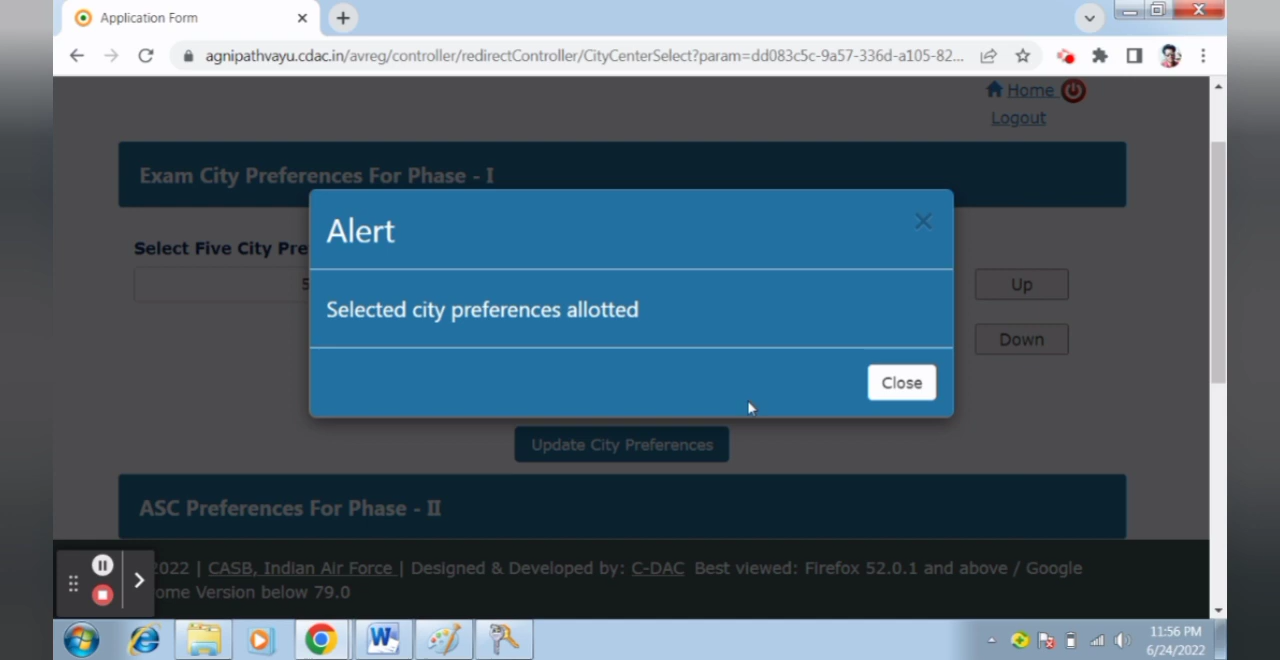 Application Form
agnipathvayu.cdac.in/avreg/controller/redirectController/CityCenterSelect?param=dd083c5c-9a57-336d-a105-82...
Home
Logout
Exam City Preferences For Phase - I
Alert
Select Five City Pre
5
Up
Selected city preferences allotted
Down
Close
Update City Preferences
ASC Preferences For Phase - II
2022 | CASB, Indian Air Force | Designed & Developed by: C-DAC Best viewed: Firefox 52.0.1 and above / Google
ome Version below 79.0
11:56 PM
6/24/2022